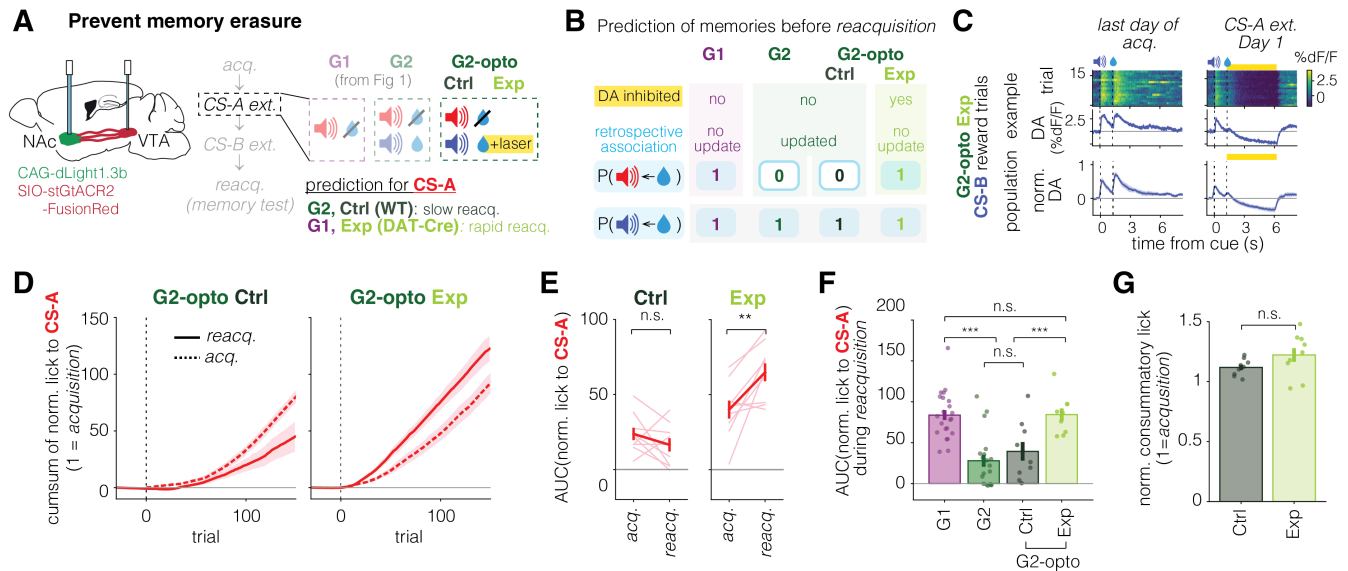 A
Prevent memory erasure
NAc
VTA
CAG-dLight1.3b
SIO-stGtACR2
-FusionRed
acq.
CS-A ext.
CS-B ext.
reacq.
(memory test)
G1
G2
(from Fig 1)
G2-opto
Ctrl
Exp
+laser
prediction for CS-A
G2, Ctrl (WT): slow reacq.
G1, Exp (DAT-Cre): rapid reacq.
B
Prediction of memories before reacquisition
G1
G2
G2-opto
Ctrl
Exp
DA inhibited
no
no
yes
retrospective
association
no
update
updated
no
update
P( ← )
1
0
0
1
P( ← )
1
1
1
1
C
last day of
acq.
CS-A ext.
Day 1
G2-opto Exp
CS-B reward trials
population
example
trial
15
%dF/F
2.5
0
DA
(%dF/F)
2.5
norm.
DA
1
0
0
3
6
0
3
6
time from cue (s)
D
G2-opto Ctrl
G2-opto Exp
cumsum of norm. lick to CS-A
(1 = acquisition)
150
100
50
0
reacq.
acq.
0
100
0
100
trial
trial
E
Ctrl
Exp
AUC(norm. lick to CS-A)
100
50
0
n.s.
**
acq.
reacq.
acq.
reacq.
F
AUC(norm. lick to CS-A)
during reacquisition
200
150
100
50
0
n.s.
***
***
n.s.
G1
G2
Ctrl
Exp
G2-opto
G
norm. consummatory lick
(1=acquisition)
1.5
1
0.5
0
n.s.
Ctrl
Exp